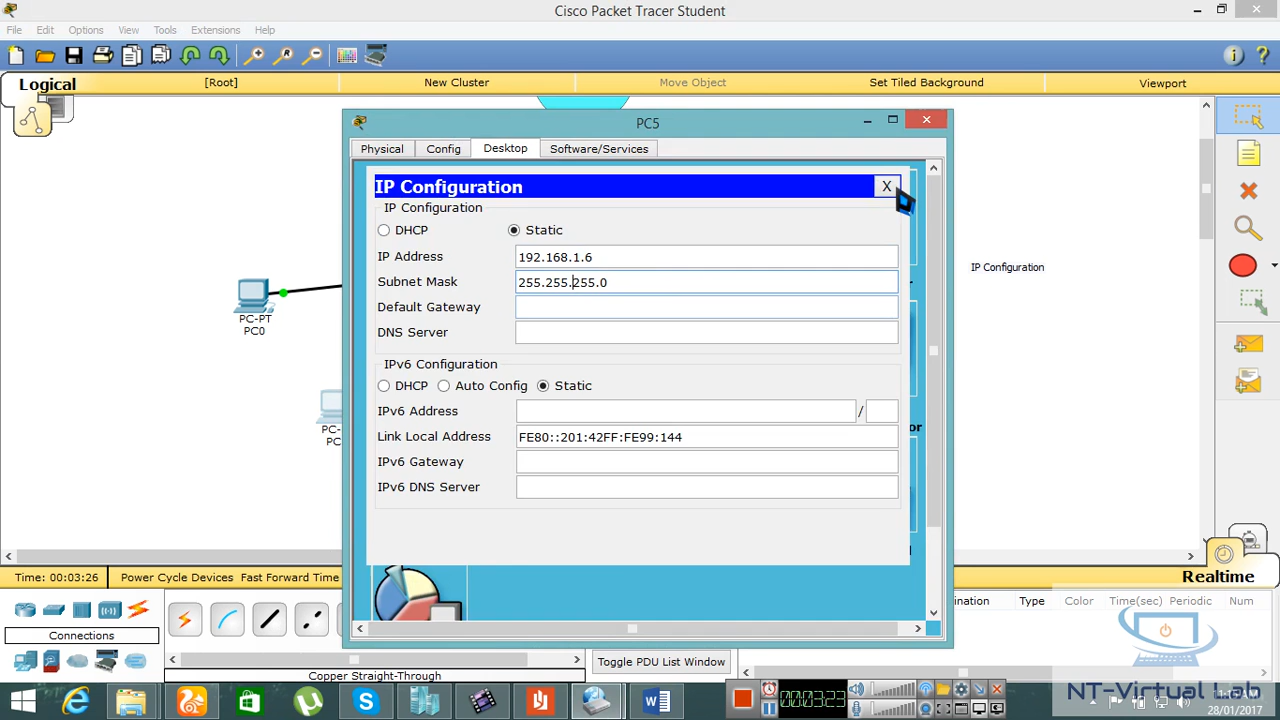 Cisco Packet Tracer Student
File Edit Options View Tools Extensions Help
Logical
[Root]
New Cluster
Move Object
Set Tiled Background
Viewport
PC5
Physical Config Desktop Software/Services
IP Configuration X
IP Configuration
DHCP Static
IP Address 192.168.1.6
Subnet Mask 255.255.255.0
Default Gateway
DNS Server
IPv6 Configuration
DHCP Auto Config Static
IPv6 Address /
Link Local Address FE80::201:42FF:FE99:144
IPv6 Gateway
IPv6 DNS Server
PC-PT
PC0
IP Configuration
Time: 00:03:26 Power Cycle Devices Fast Forward Time
Realtime
Connections
Copper Straight-Through
Toggle PDU List Window
Type Color Time(sec) Periodic Num
00:03:23
NT-Virtual Lab
28/01/2017